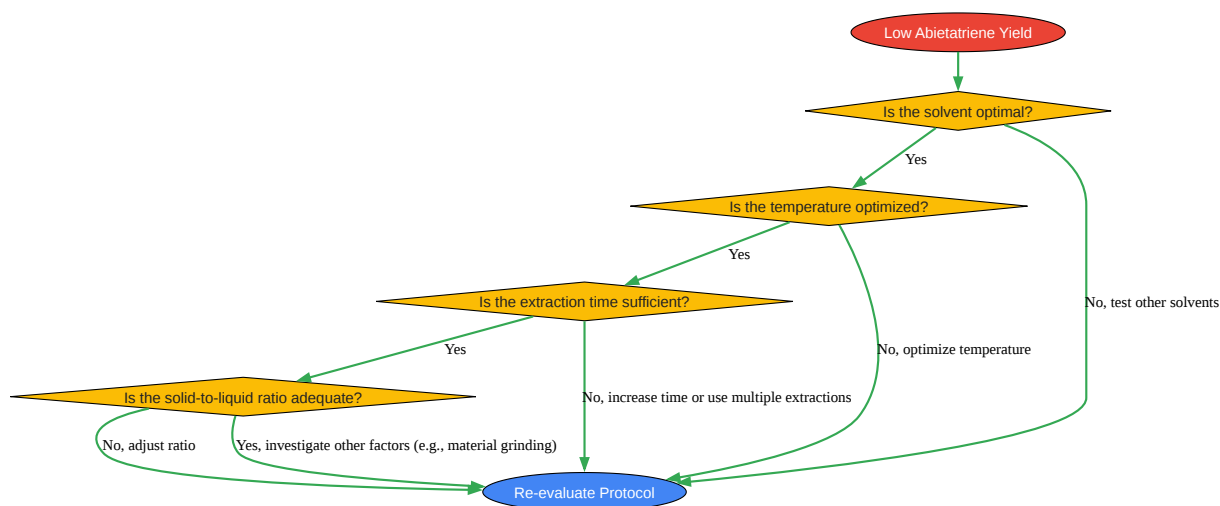 Low Abietatriene Yield
Is the solvent optimal?
Yes
Is the temperature optimized?
Yes
Is the extraction time sufficient?
No, test other solvents
Yes
No, optimize temperature
Is the solid-to-liquid ratio adequate?
No, increase time or use multiple extractions
No, adjust ratio
Yes, investigate other factors (e.g., material grinding)
Re-evaluate Protocol